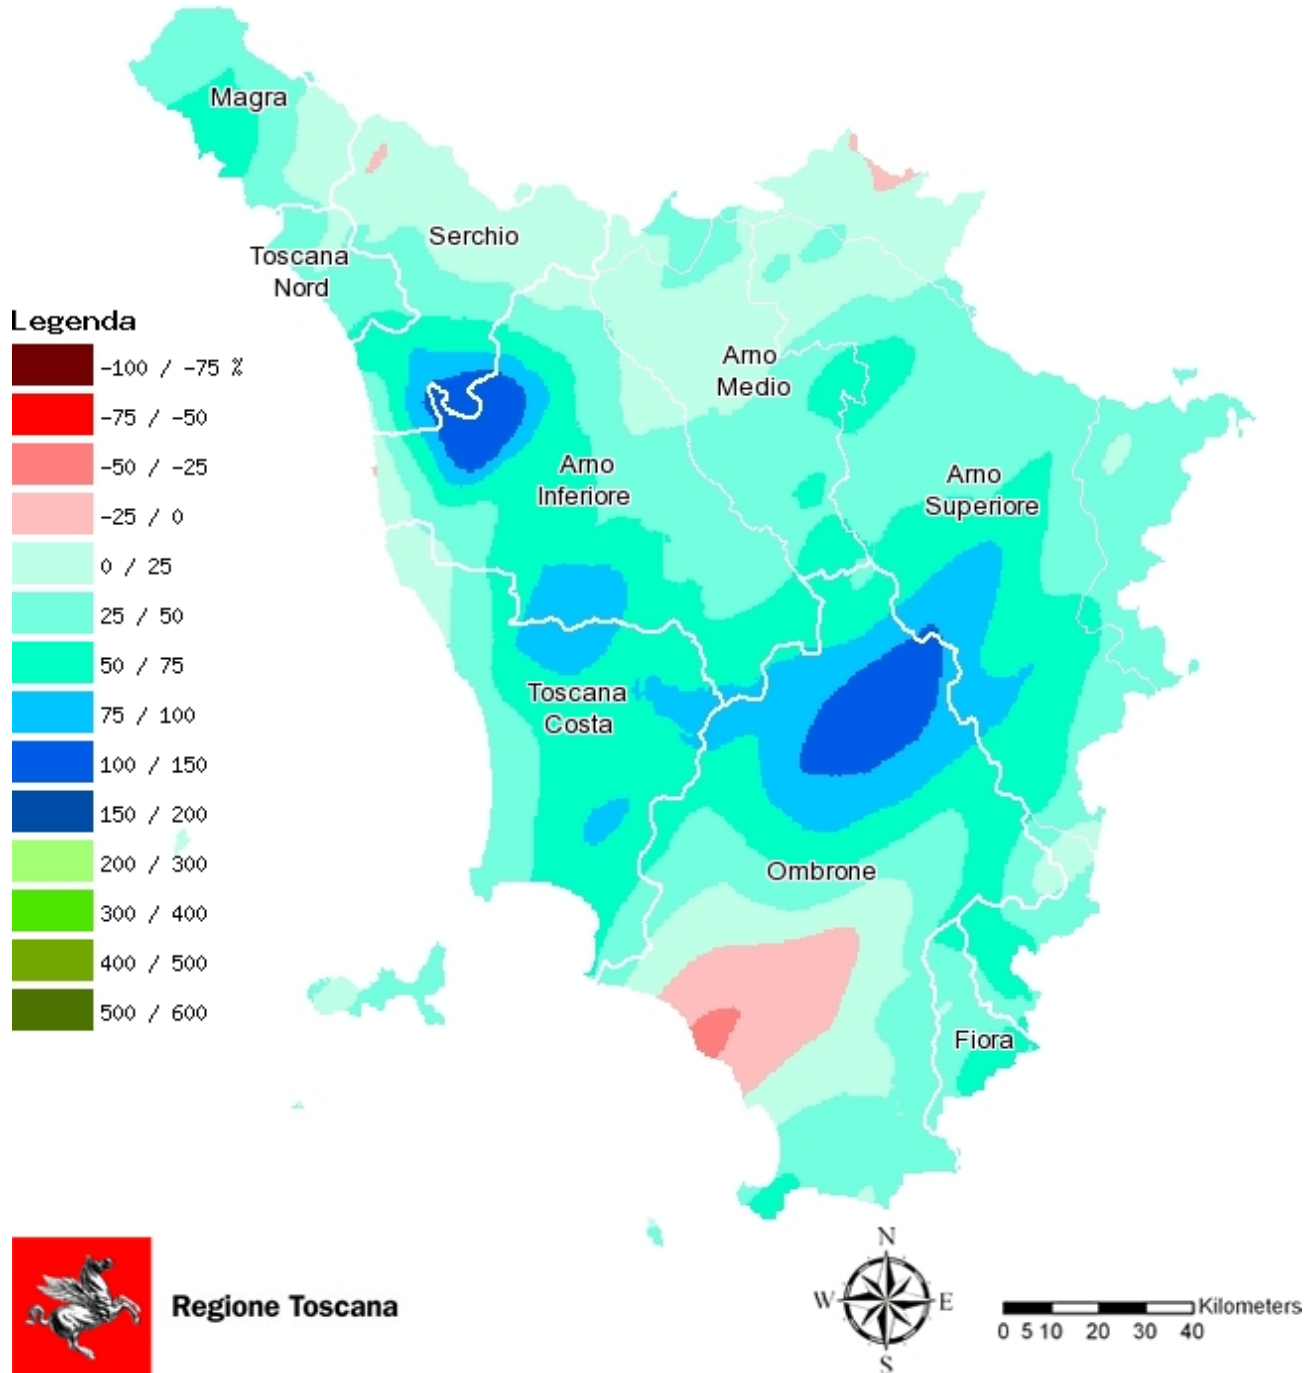 Magra
Serchio
Toscana
Nord
Legenda
-100 / -75 %
-75 / -50
-50 / -25
-25 / 0
0 / 25
25 / 50
50 / 75
75 / 100
100 / 150
150 / 200
200 / 300
300 / 400
400 / 500
500 / 600
Arno
Medio
Arno
Inferiore
Arno
Superiore
Toscana
Costa
Ombrone
Fiora
Regione Toscana
N
W E
S
Kilometers
0 5 10 20 30 40